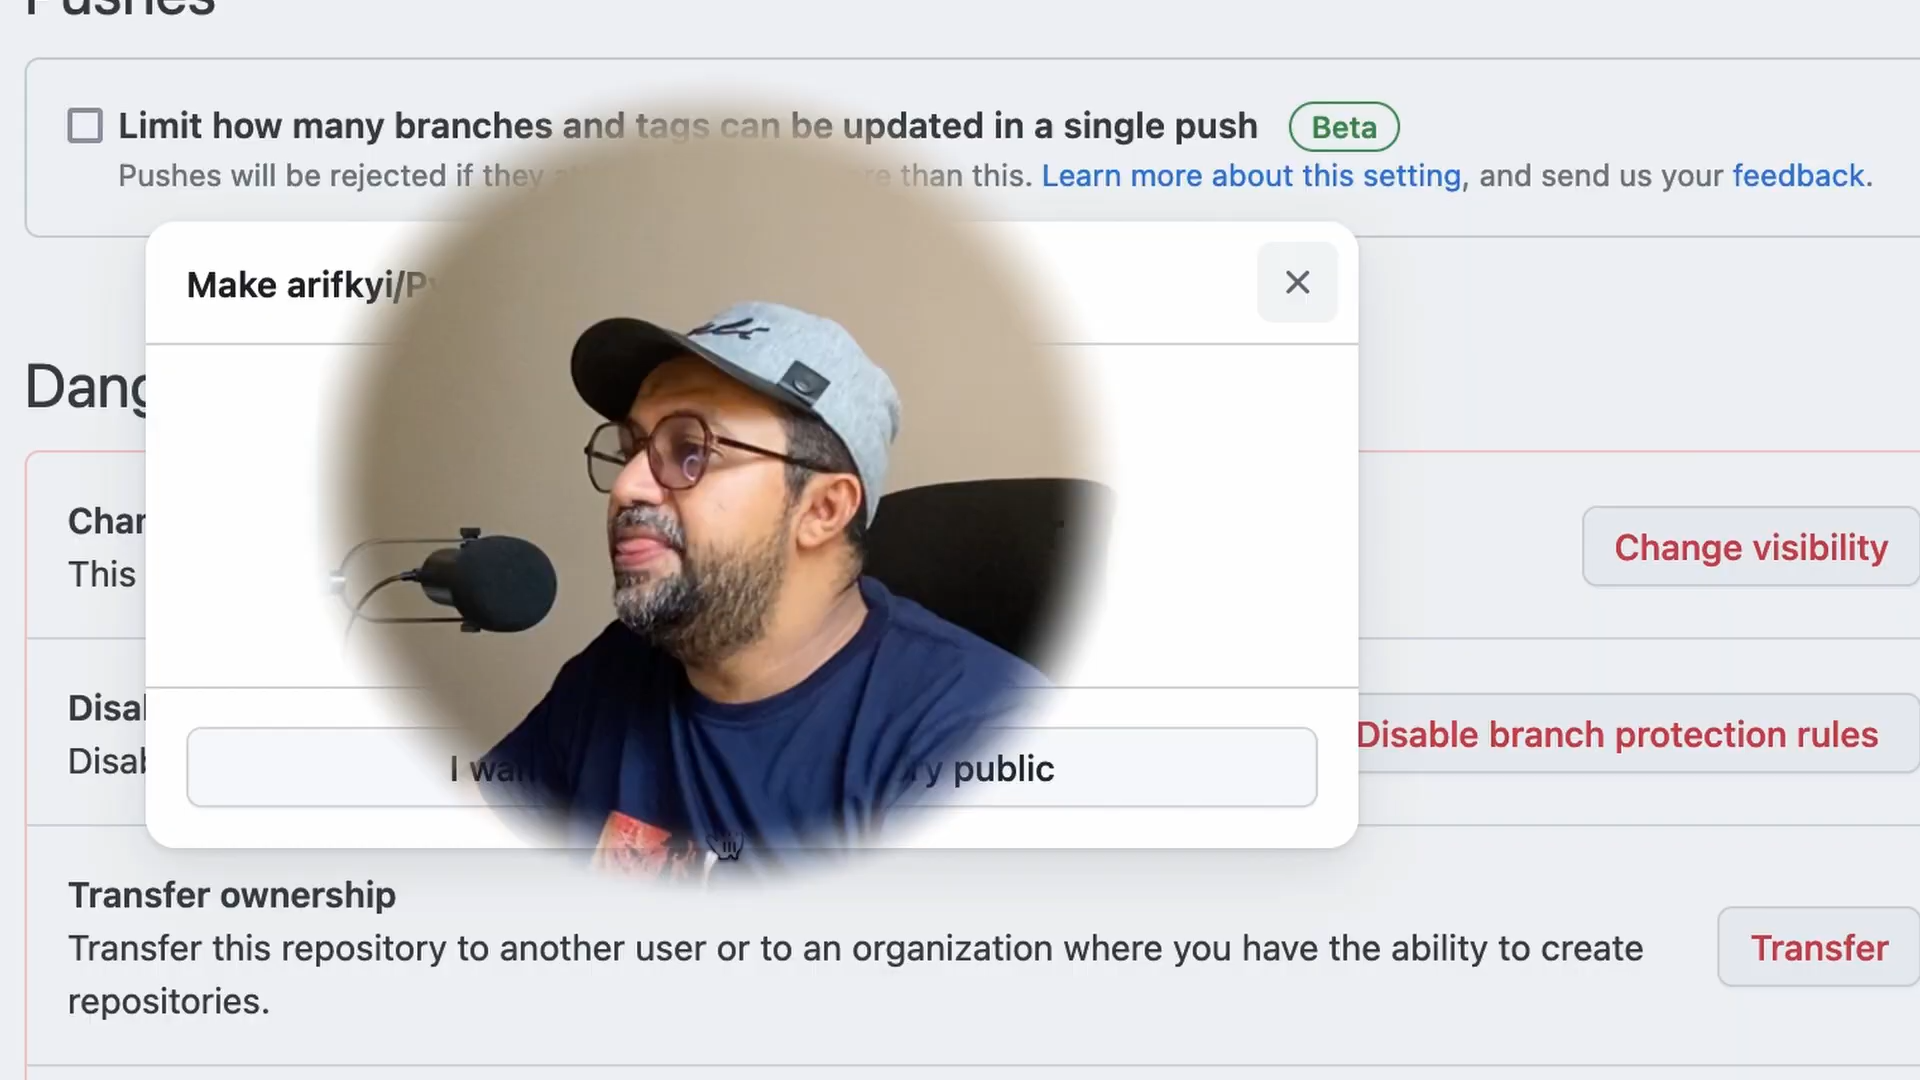 Pushes
Limit how many branches and tags can be updated in a single push Beta
Pushes will be rejected if they than this. Learn more about this setting, and send us your feedback.
Make arifkyi/
Dang
Char
This
Change visibility
Disal
Disab
Disable branch protection rules
I public
Transfer ownership
Transfer this repository to another user or to an organization where you have the ability to create
repositories.
Transfer